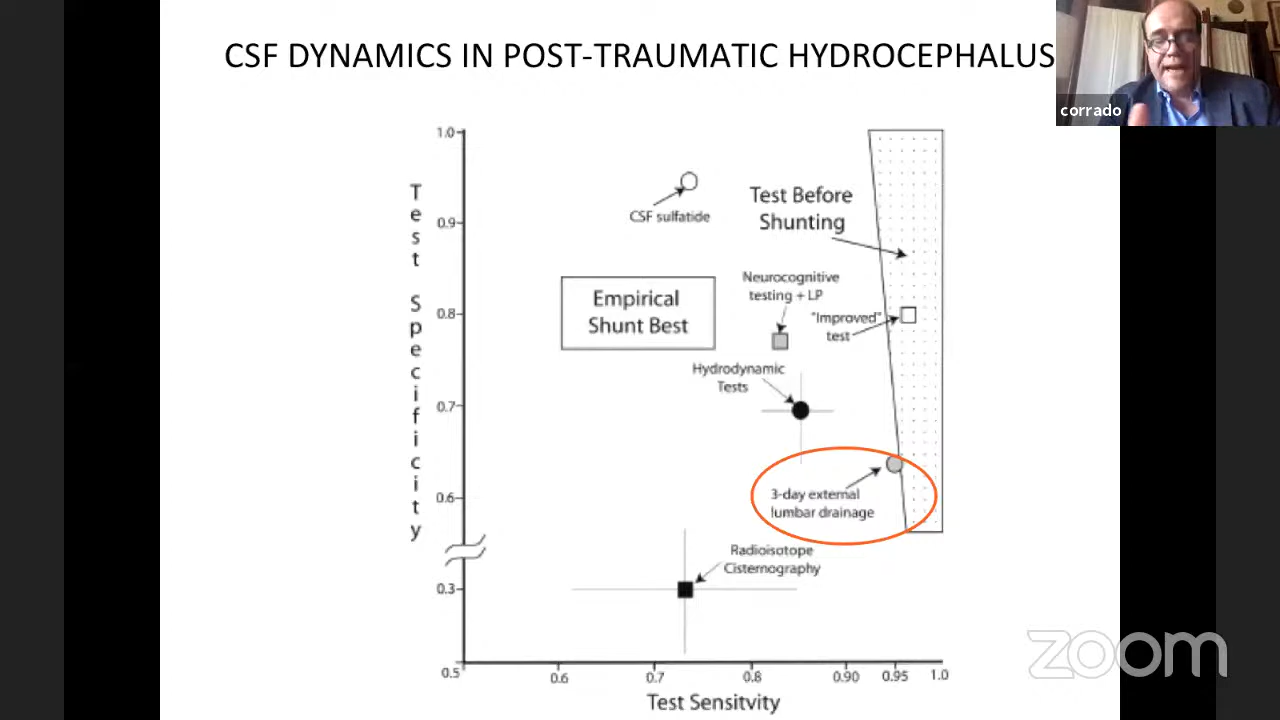 CSF DYNAMICS IN POST-TRAUMATIC HYDROCEPHALUS
corrado
Test Specificity
1.0
0.9
0.8
0.7
0.6
0.3
0.5
CSF sulfatide
Test Before
Shunting
Empirical
Shunt Best
Neurocognitive
testing + LP
"Improved"
test
Hydrodynamic
Tests
3-day external
lumbar drainage
Radioisotope
Cisternography
0.6
0.7
0.8
0.90
0.95
1.0
Test Sensitvity
zoom